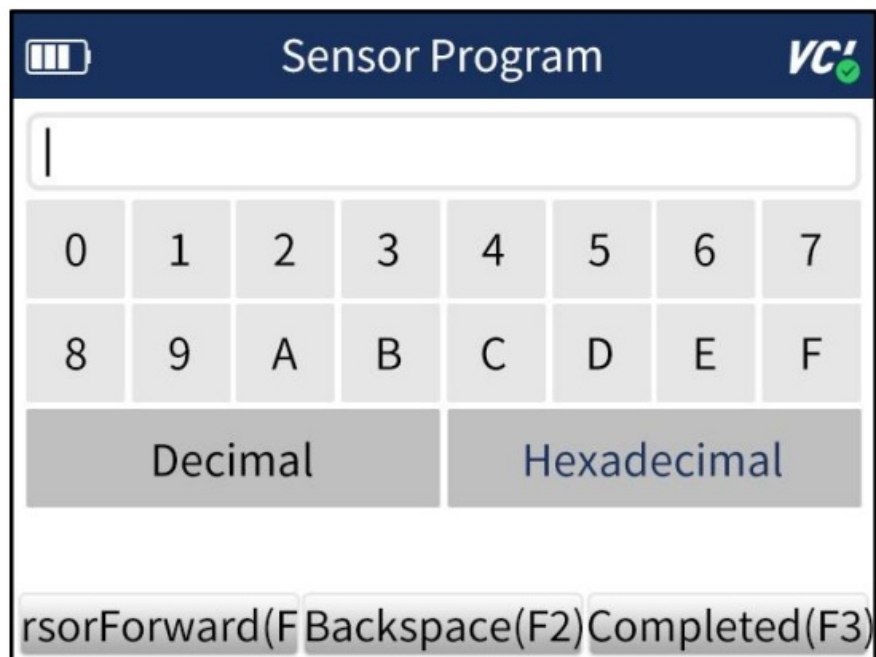 Sensor Program VC'
0 1 2 3 4 5 6 7
8 9 A B C D E F
Decimal Hexadecimal
rsorForward(F Backspace(F2) Completed(F3)